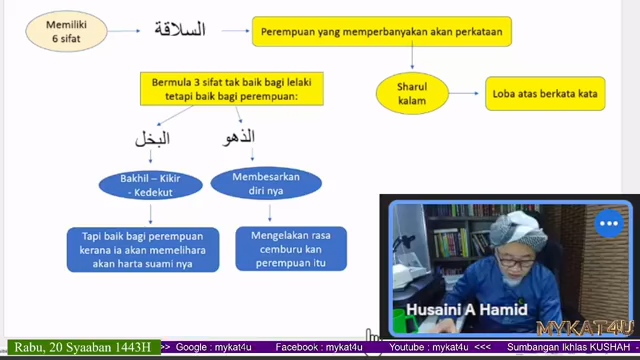 Memiliki
6 sifat
السلاقة
Perempuan yang memperbanyakan akan perkataan
Bermula 3 sifat tak baik bagi lelaki
tetapi baik bagi perempuan:
Sharul
kalam
Loba atas berkata kata
البخل
الذهو
Bakhil – Kikir
- Kedekut
Membesarkan
diri nya
Tapi baik bagi perempuan
kerana ia akan memelihara
akan harta suami nya
Mengelakan rasa
cemburu kan
perempuan itu
Husaini A Hamid
MYKAT4U
Rabu, 20 Syaaban 1443H
>> Google : mykat4u >>> Facebook : mykat4u >>> Youtube : mykat4u <<< Sumbangan Ikhlas KUSHAH -